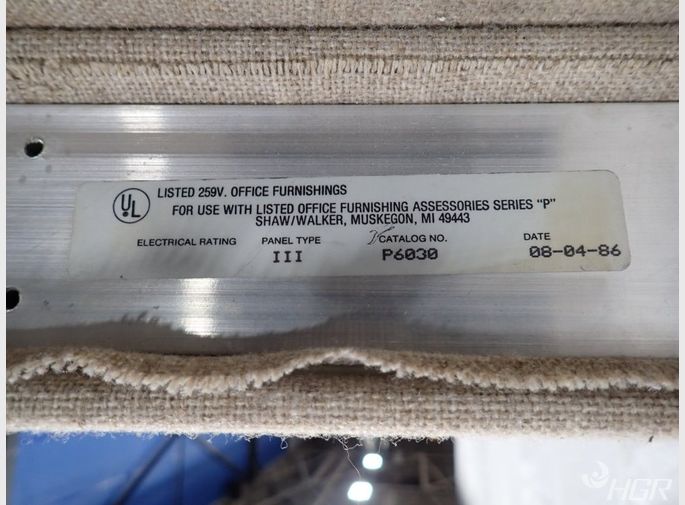 UL
LISTED 259V. OFFICE FURNISHINGS
FOR USE WITH LISTED OFFICE FURNISHING ASSESSORIES SERIES "P"
SHAW/WALKER, MUSKEGON, MI 49443
ELECTRICAL RATING PANEL TYPE CATALOG NO. DATE
III P6030 08-04-86
HGR